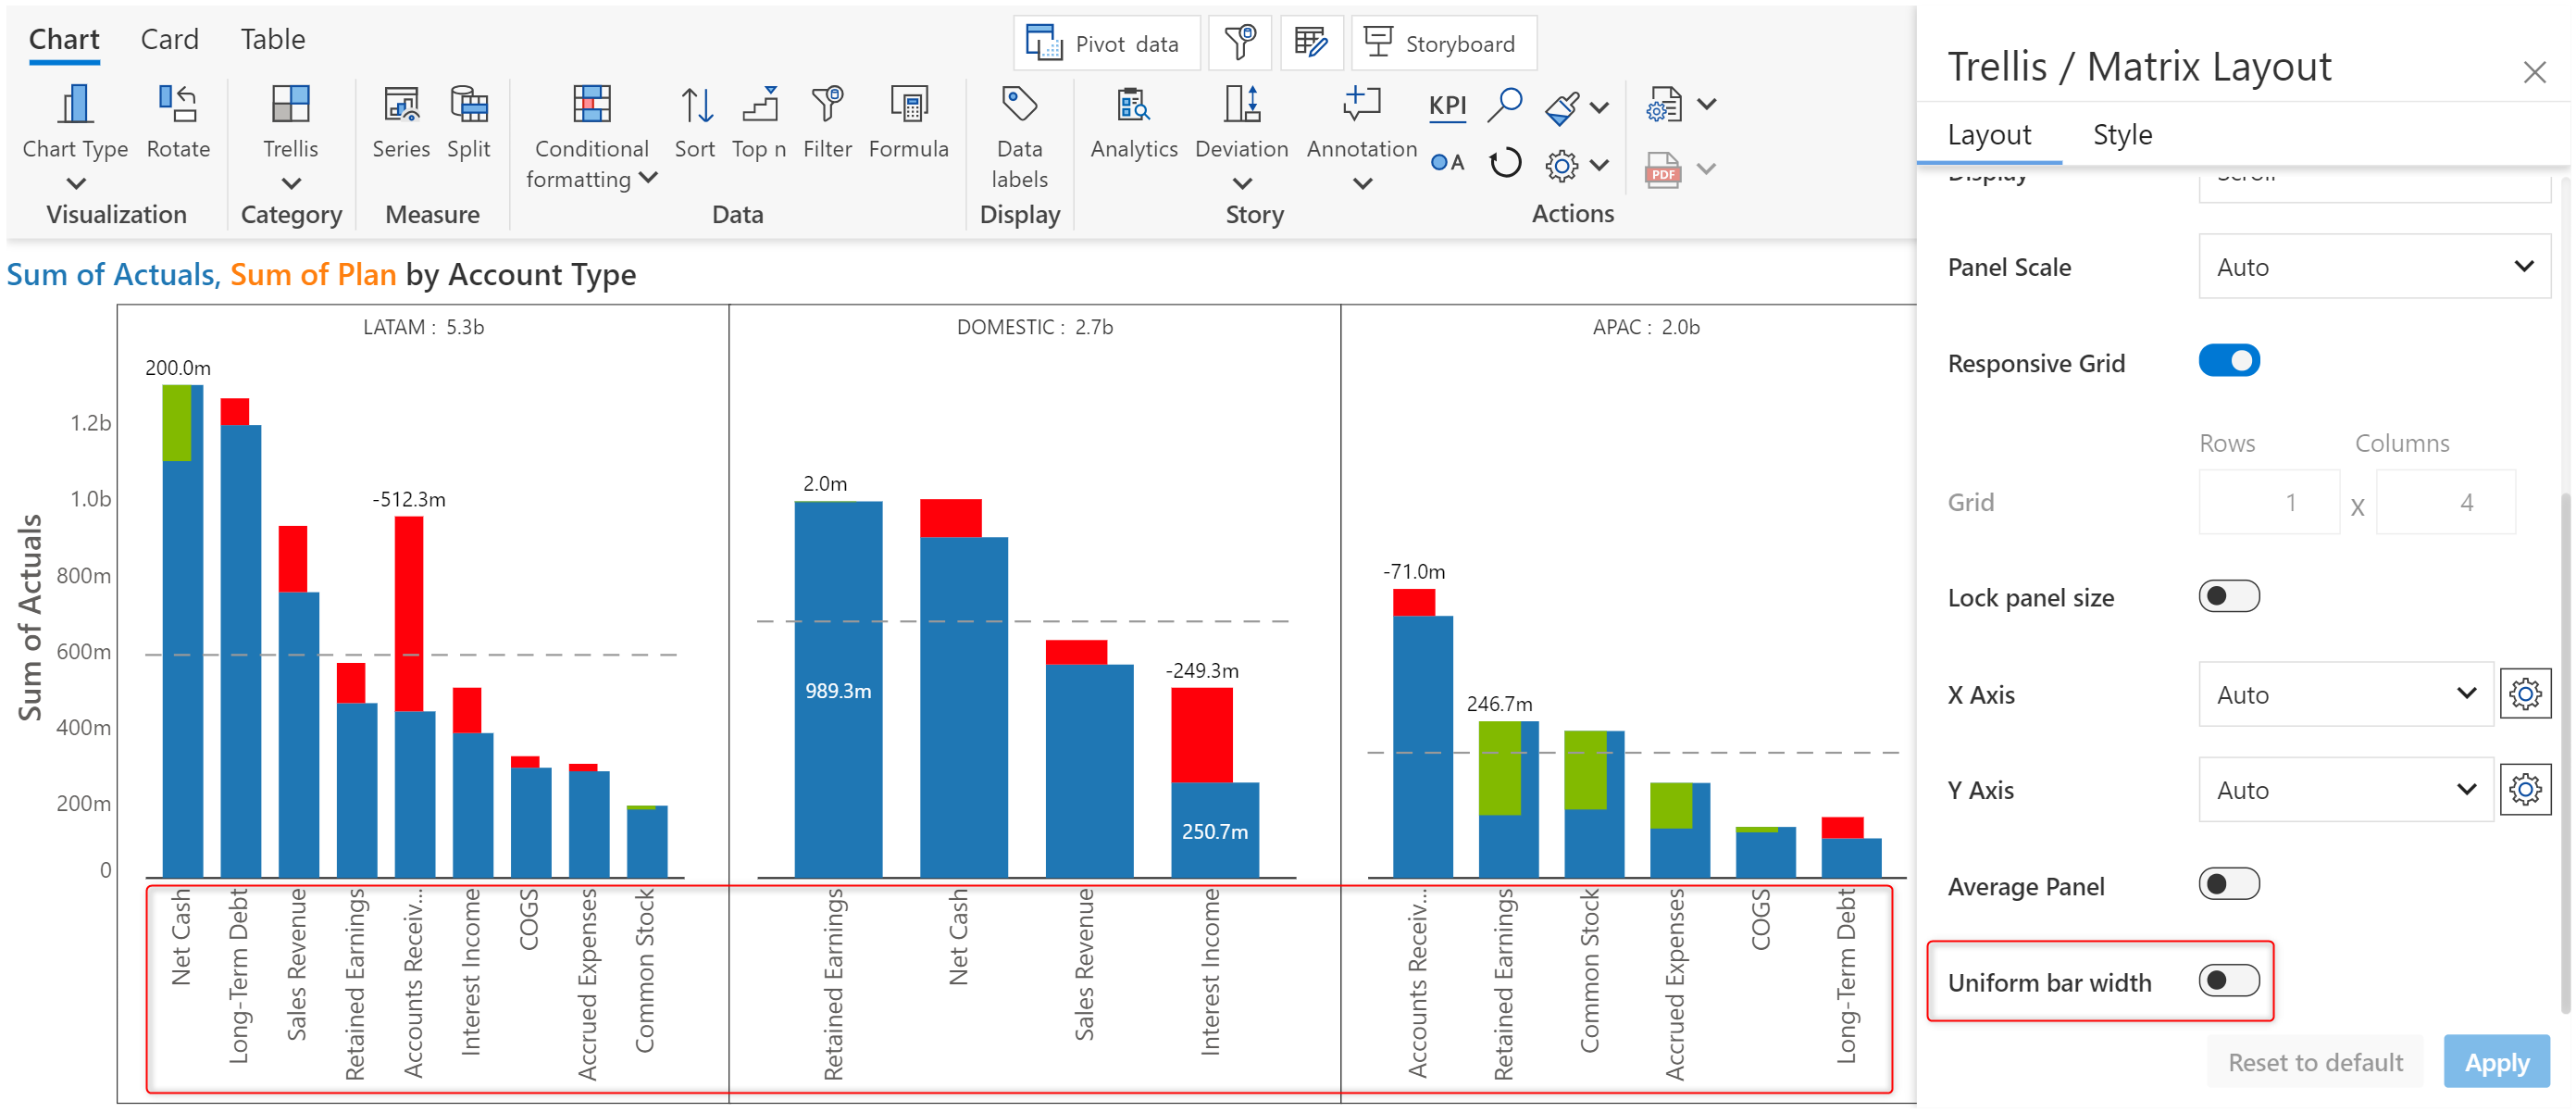 Chart Card Table
Pivot data
Storyboard
Chart Type
Rotate
Visualization
Trellis
Category
Series
Split
Measure
Conditional
formatting
Sort
Top n
Filter
Formula
Data
Data
labels
Display
Analytics
Deviation
Annotation
Story
KPI
A
PDF
Actions
Sum of Actuals, Sum of Plan by Account Type
Sum of Actuals
1.2b
1.0b
800m
600m
400m
200m
0
LATAM : 5.3b
200.0m
-512.3m
Net Cash
Long-Term Debt
Sales Revenue
Retained Earnings
Accounts Receiv...
Interest Income
COGS
Accrued Expenses
Common Stock
DOMESTIC : 2.7b
2.0m
989.3m
-249.3m
250.7m
Retained Earnings
Net Cash
Sales Revenue
Interest Income
APAC : 2.0b
-71.0m
246.7m
Accounts Receiv...
Retained Earnings
Common Stock
Accrued Expenses
COGS
Long-Term Debt
Trellis / Matrix Layout
Layout Style
Display Scroll
Panel Scale Auto
Responsive Grid
Rows Columns
Grid 1 X 4
Lock panel size
X Axis Auto
Y Axis Auto
Average Panel
Uniform bar width
Reset to default Apply